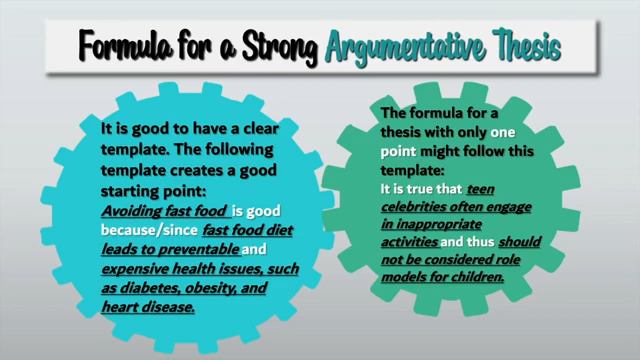 Formula for a Strong Argumentative Thesis
It is good to have a clear
template. The following
template creates a good
starting point:
Avoiding fast food is good
because/since fast food diet
leads to preventable and
expensive health issues, such
as diabetes, obesity, and
heart disease.
The formula for a
thesis with only one
point might follow this
template:
It is true that teen
celebrities often engage
in inappropriate
activities and thus should
not be considered role
models for children.